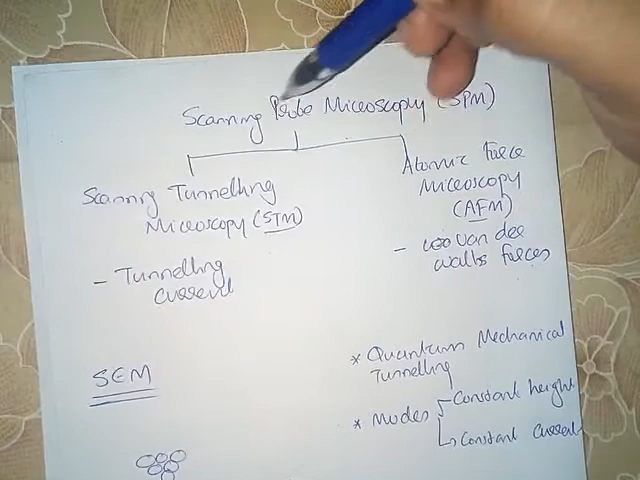 Scanning Probe Microscopy (SPM)
Scanning Tunnelling
Microscopy (STM)
- Tunnelling
Current
Atomic Force
Microscopy
(AFM)
- van der
walls forces
SEM
* Quantum Mechanical
Tunnelling
* Modes
Constant height
Constant Current